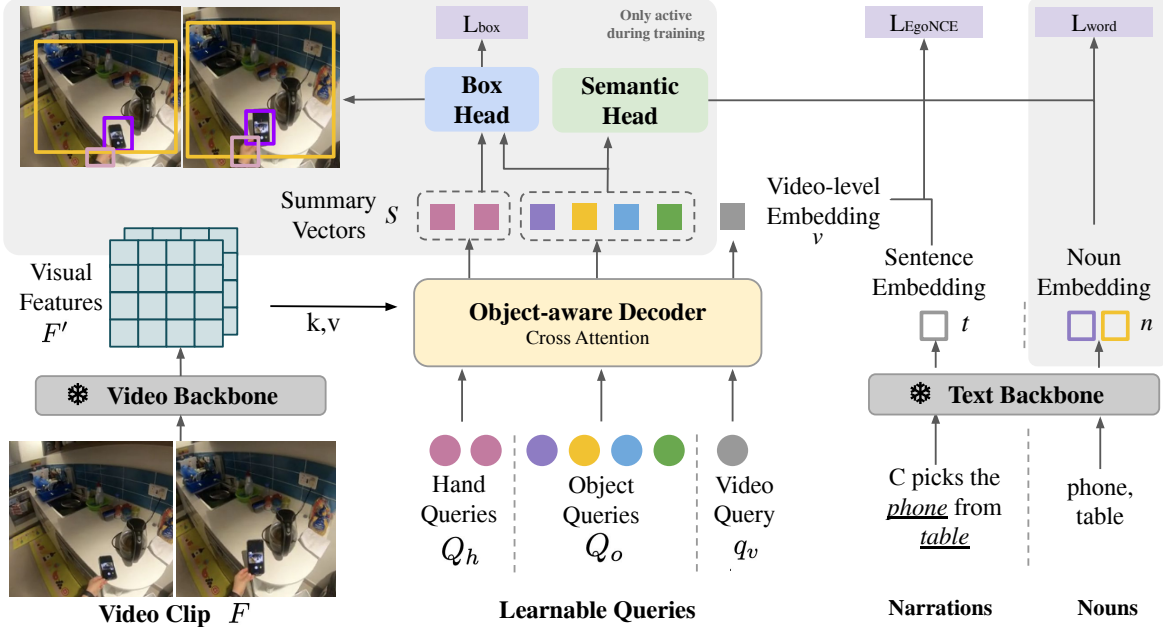 L_box
Only active
during training
L_EgoNCE
L_word
Box
Head
Semantic
Head
Summary
Vectors S
Video-level
Embedding
v
Visual
Features
F′
k,v
Object-aware Decoder
Cross Attention
Sentence
Embedding
t
Noun
Embedding
n
Video Backbone
Text Backbone
Hand
Queries
Q_h
Object
Queries
Q_o
Video
Query
q_v
C picks the
phone from
table
phone,
table
Video Clip F
Learnable Queries
Narrations
Nouns